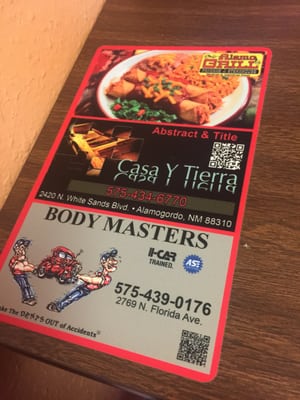 Alamo
GRILL
Abstract & Title
Casa Y Tierra
575-434-6770
2420 N. White Sands Blvd. • Alamogordo, NM 88310
BODY MASTERS
I-CAR
TRAINED.
ASE
575-439-0176
2769 N. Florida Ave.
ake The D.E.N.T.S OUT of Accidents®